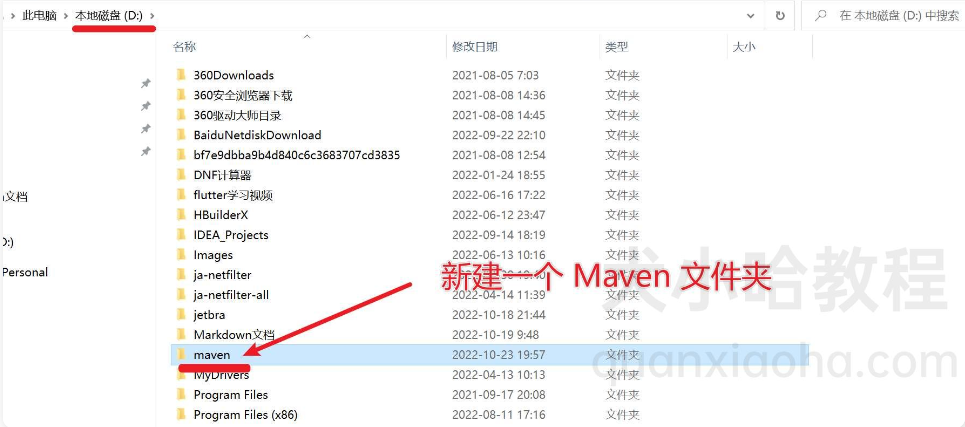 此电脑 > 本地磁盘 (D:) >
在 本地磁盘 (D:) 中搜索
名称 修改日期 类型 大小
360Downloads 2021-08-05 7:03 文件夹
360安全浏览器下载 2021-08-08 14:36 文件夹
360驱动大师目录 2021-08-08 14:45 文件夹
BaiduNetdiskDownload 2022-09-22 22:10 文件夹
bf7e9dbba9b4d840c6c3683707cd3835 2021-08-08 12:54 文件夹
DNF计算器 2022-01-24 18:55 文件夹
flutter学习视频 2022-06-16 17:22 文件夹
HBuilderX 2022-06-12 23:47 文件夹
IDEA_Projects 2022-09-14 18:19 文件夹
Images 2022-06-13 10:16 文件夹
ja-netfilter 文件夹
ja-netfilter-all 2022-04-14 11:39 文件夹
jetbra 2022-10-18 21:44 文件夹
Markdown文档 2022-10-19 9:48 文件夹
maven 2022-10-23 19:57 文件夹
MyDrivers 2022-04-13 10:13 文件夹
Program Files 2021-09-17 20:08 文件夹
Program Files (x86) 2022-08-11 17:16 文件夹
文档
D:)
Personal
新建一个 Maven 文件夹
犬小哈教程
quanxiaoha.com